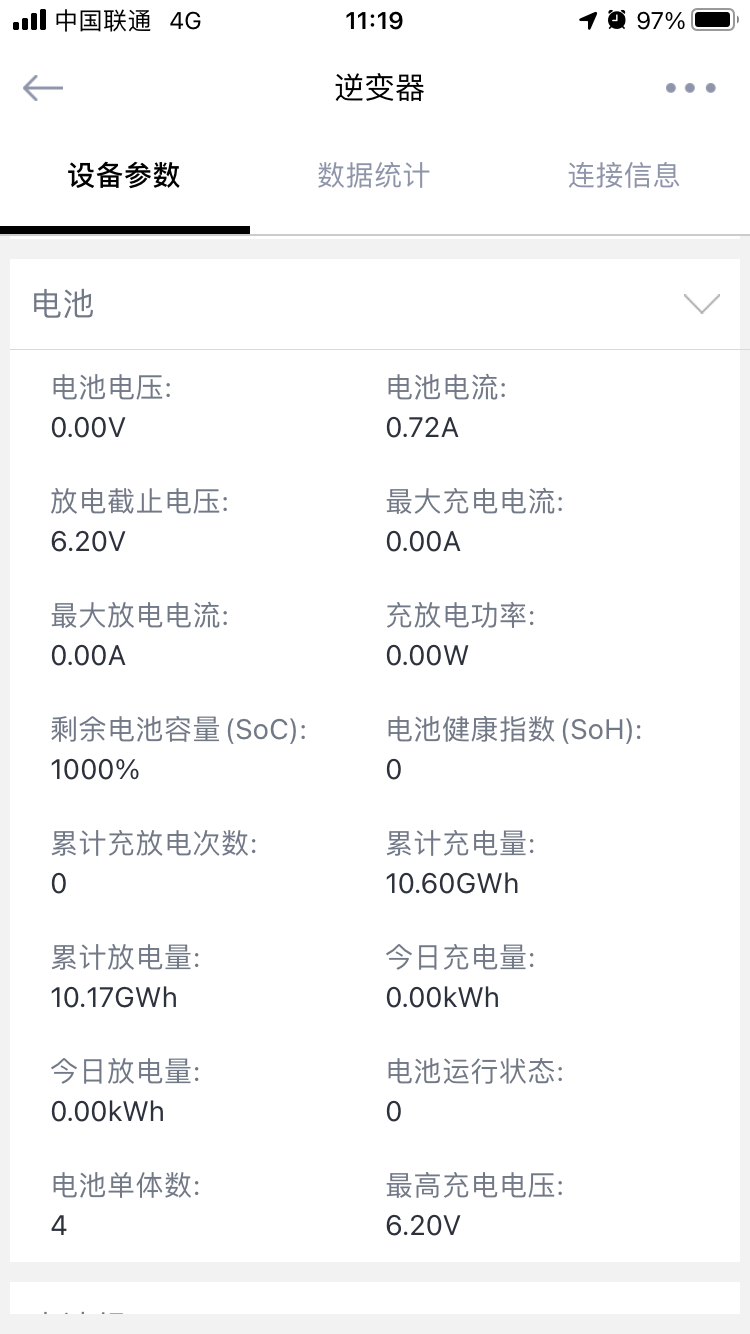 中国联通 4G 11:19 97%
逆变器
设备参数 数据统计 连接信息
电池
电池电压: 电池电流:
0.00V 0.72A
放电截止电压: 最大充电电流:
6.20V 0.00A
最大放电电流: 充放电功率:
0.00A 0.00W
剩余电池容量(SoC): 电池健康指数(SoH):
1000% 0
累计充放电次数: 累计充电量:
0 10.60GWh
累计放电量: 今日充电量:
10.17GWh 0.00kWh
今日放电量: 电池运行状态:
0.00kWh 0
电池单体数: 最高充电电压:
4 6.20V